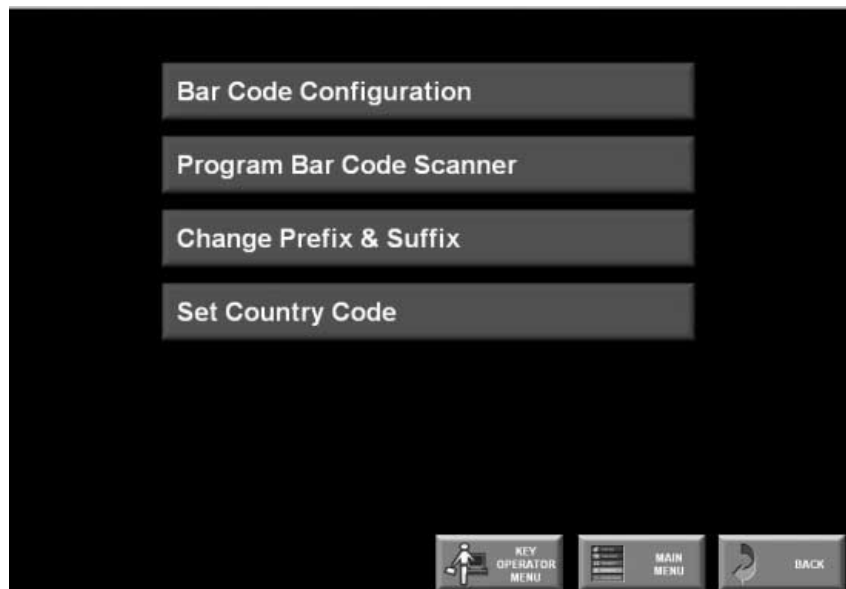 Bar Code Configuration
Program Bar Code Scanner
Change Prefix & Suffix
Set Country Code
KEY
OPERATOR
MENU
MAIN
MENU
BACK